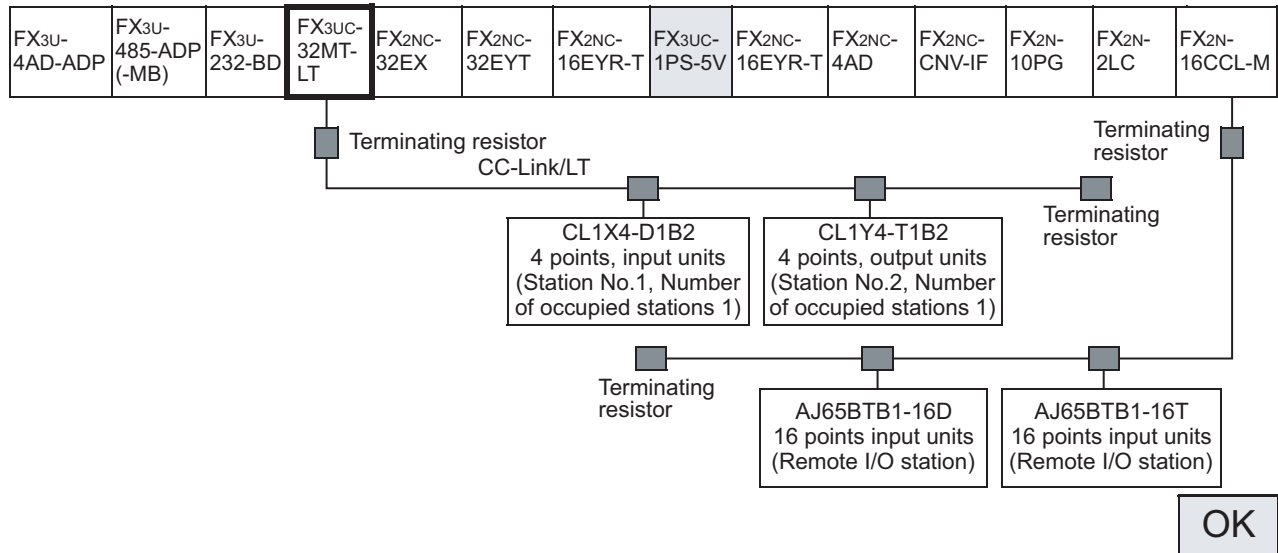 FX3U-
4AD-ADP
FX3U-
485-ADP
(-MB)
FX3U-
232-BD
FX3UC-
32MT-
LT
FX2NC-
32EX
FX2NC-
32EYT
FX2NC-
16EYR-T
FX3UC-
1PS-5V
FX2NC-
16EYR-T
FX2NC-
4AD
FX2NC-
CNV-IF
FX2N-
10PG
FX2N-
2LC
FX2N-
16CCL-M
Terminating resistor
CC-Link/LT
Terminating
resistor
Terminating
resistor
CL1X4-D1B2
4 points, input units
(Station No.1, Number
of occupied stations 1)
CL1Y4-T1B2
4 points, output units
(Station No.2, Number
of occupied stations 1)
Terminating
resistor
AJ65BTB1-16D
16 points input units
(Remote I/O station)
AJ65BTB1-16T
16 points input units
(Remote I/O station)
OK